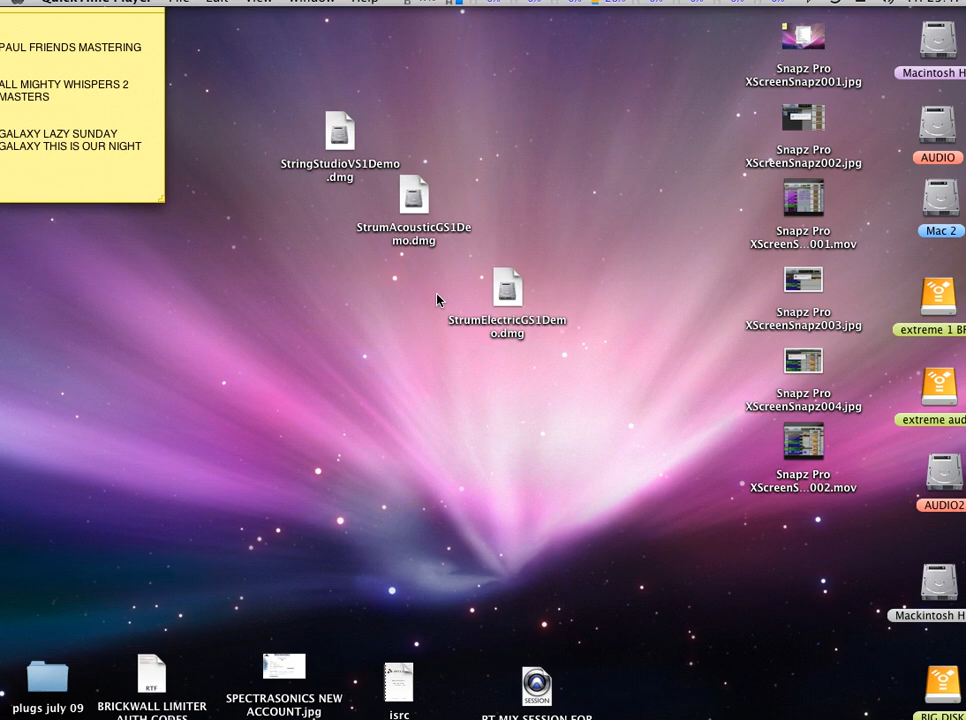 QuickTime Player File Edit View Window Help
PAUL FRIENDS MASTERING
ALL MIGHTY WHISPERS 2
MASTERS
GALAXY LAZY SUNDAY
GALAXY THIS IS OUR NIGHT
StringStudioVS1Demo
.dmg
StrumAcousticGS1De
mo.dmg
StrumElectricGS1Dem
o.dmg
Snapz Pro
XScreenSnapz001.jpg
Snapz Pro
XScreenSnapz002.jpg
Snapz Pro
XScreenS...001.mov
Snapz Pro
XScreenSnapz003.jpg
Snapz Pro
XScreenSnapz004.jpg
Snapz Pro
XScreenS...002.mov
Macintosh H
AUDIO
Mac 2
extreme 1 B
extreme aud
AUDIO2
Mackintosh H
BIG DISK
plugs july 09
RTF
BRICKWALL LIMITER
AUTH CODES
SPECTRASONICS NEW
ACCOUNT.jpg
isrc
SESSION
PT MIX SESSION FOR